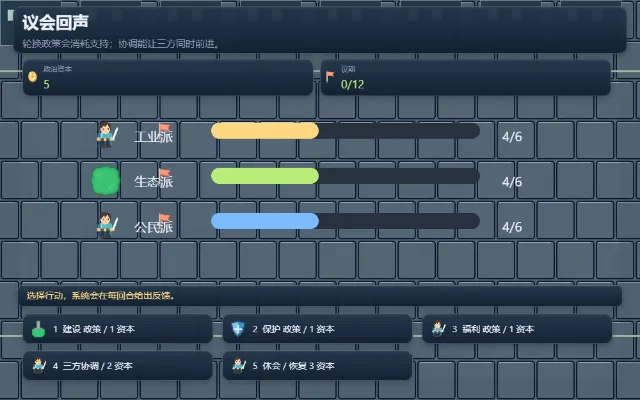 议会回声
轮换政策会消耗支持；协调能让三方同时前进。
政治资本
5
议期
0/12
工业派
4/6
生态派
4/6
公民派
4/6
选择行动，系统会在每回合给出反馈。
1 建设 政策 / 1 资本
2 保护 政策 / 1 资本
3 福利 政策 / 1 资本
4 三方协调 / 2 资本
5 休会 / 恢复 3 资本